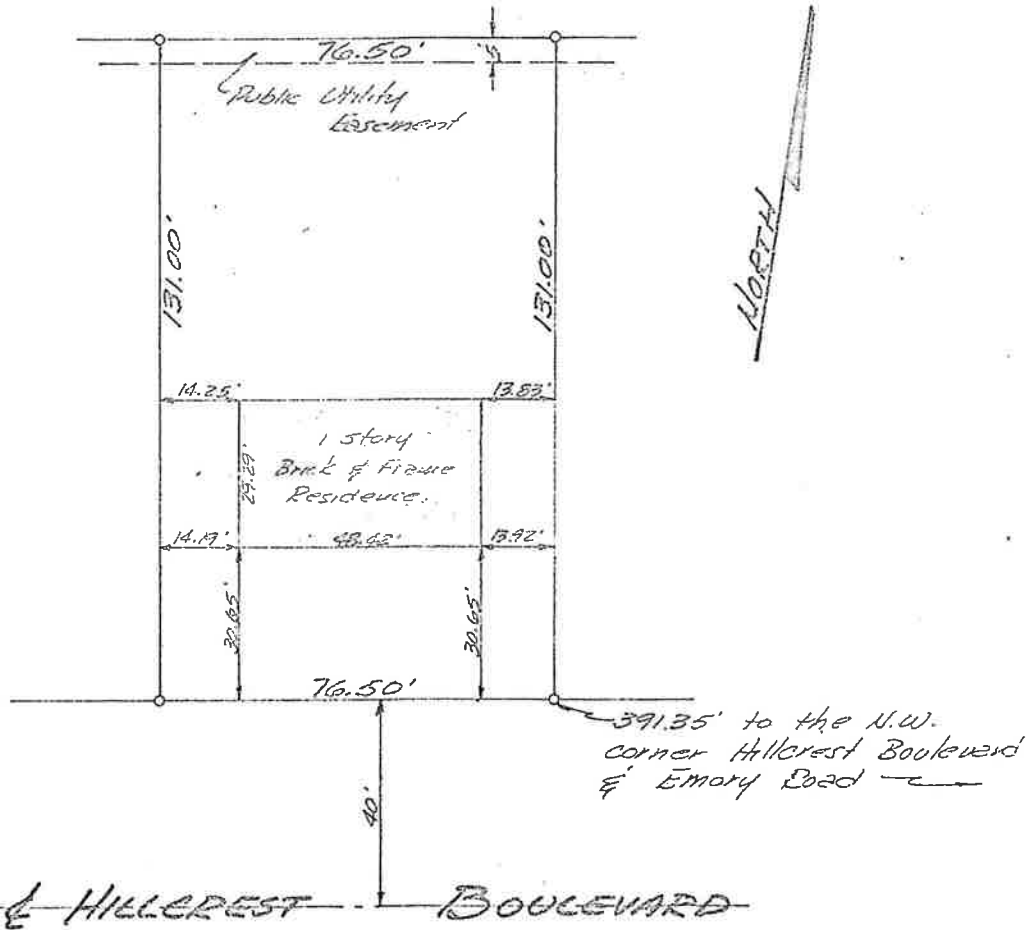 76.50'
5'
Public Utility
Easement
131.00'
131.00'
NORTH
14.25'
13.83'
1 Story
Brick & Frame
Residence.
29.29'
14.19'
48.42'
13.92'
30.65'
30.65'
76.50'
391.35' to the N.W.
corner Hillcrest Boulevard
& Emory Road
40'
℄ HILLCREST BOULEVARD